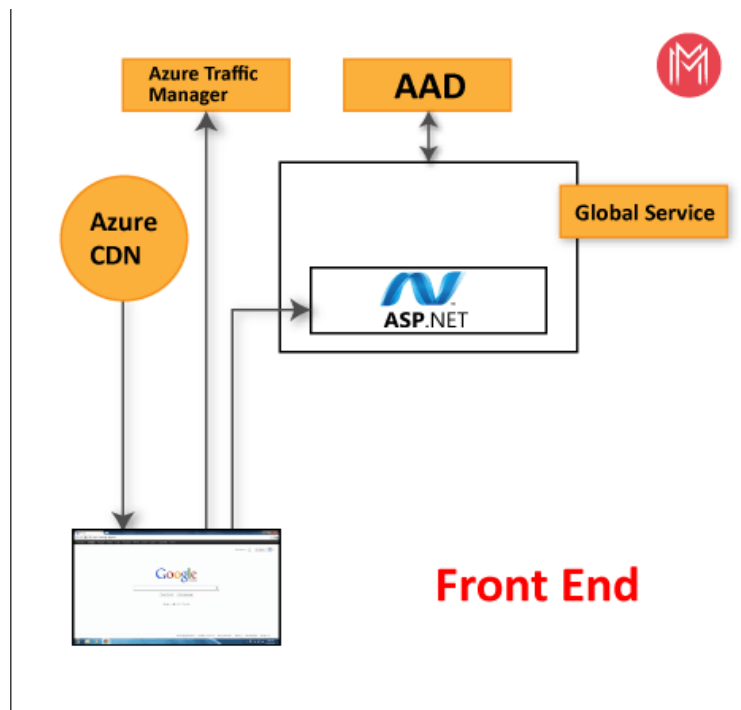 Azure Traffic
Manager
AAD
Azure
CDN
Global Service
ASP.NET
Google
Front End